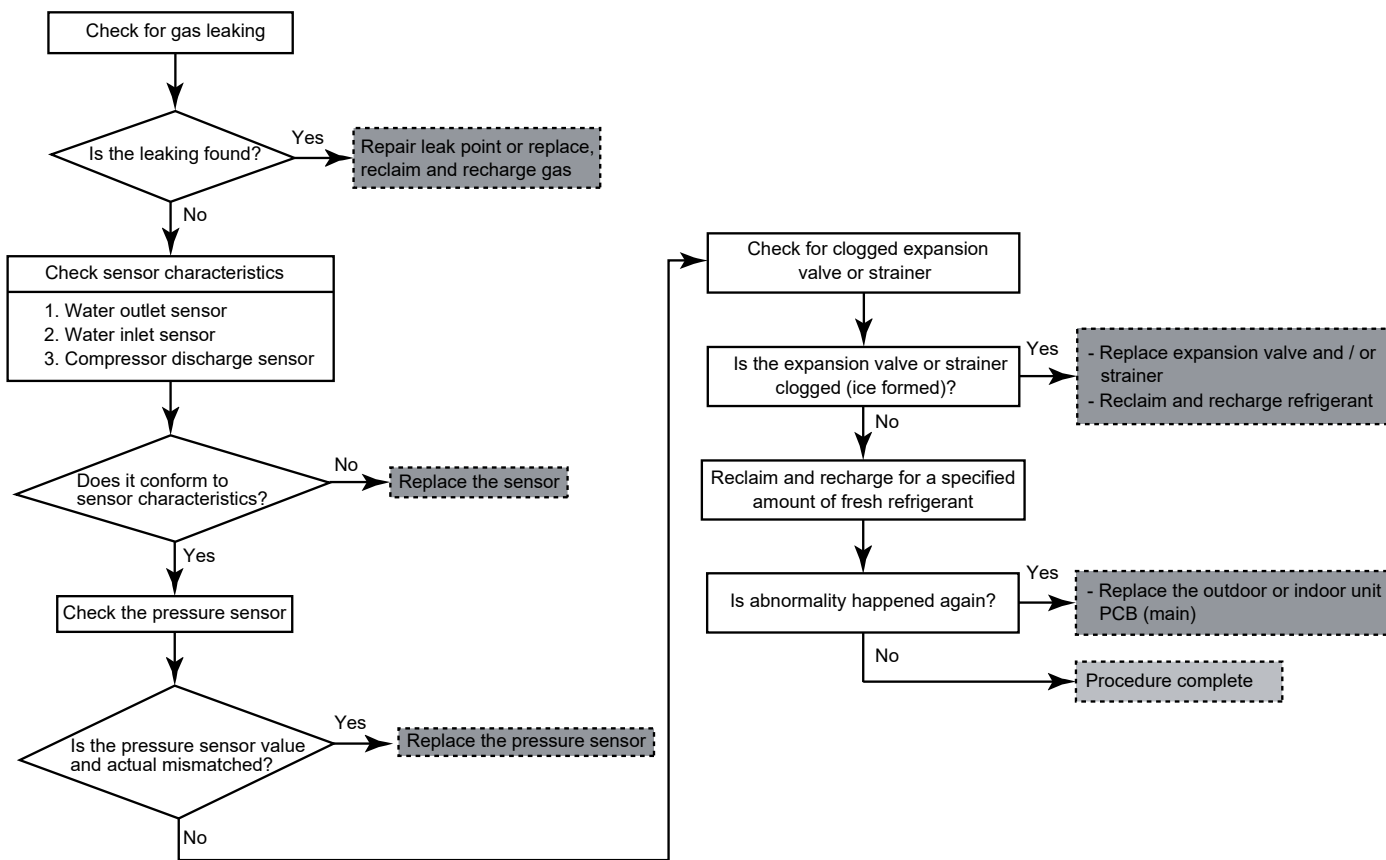 Check for gas leaking
Is the leaking found?
Yes
Repair leak point or replace,
reclaim and recharge gas
No
Check sensor characteristics
1. Water outlet sensor
2. Water inlet sensor
3. Compressor discharge sensor
Does it conform to
sensor characteristics?
No
Replace the sensor
Yes
Check the pressure sensor
Is the pressure sensor value
and actual mismatched?
Yes
Replace the pressure sensor
No
Check for clogged expansion
valve or strainer
Is the expansion valve or strainer
clogged (ice formed)?
Yes
- Replace expansion valve and / or
strainer
- Reclaim and recharge refrigerant
No
Reclaim and recharge for a specified
amount of fresh refrigerant
Is abnormality happened again?
Yes
- Replace the outdoor or indoor unit
PCB (main)
No
Procedure complete